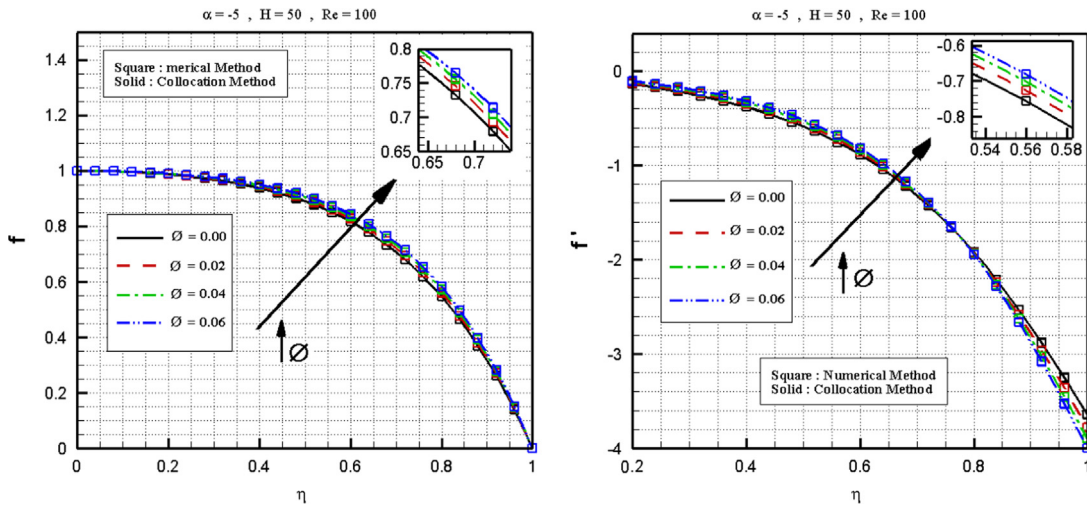 α = -5 , H = 50 , Re = 100
f
1.4
1.2
1
0.8
0.6
0.4
0.2
0
0
0.2
0.4
0.6
0.8
1
η
Square : merical Method
Solid : Collocation Method
0.8
0.75
0.7
0.65
0.65
0.7
Ø = 0.00
Ø = 0.02
Ø = 0.04
Ø = 0.06
Ø
α = -5 , H = 50 , Re = 100
f '
0
-1
-2
-3
-4
0.2
0.4
0.6
0.8
1
η
-0.6
-0.7
-0.8
0.54
0.56
0.58
Ø = 0.00
Ø = 0.02
Ø = 0.04
Ø = 0.06
Ø
Square : Numerical Method
Solid : Collocation Method